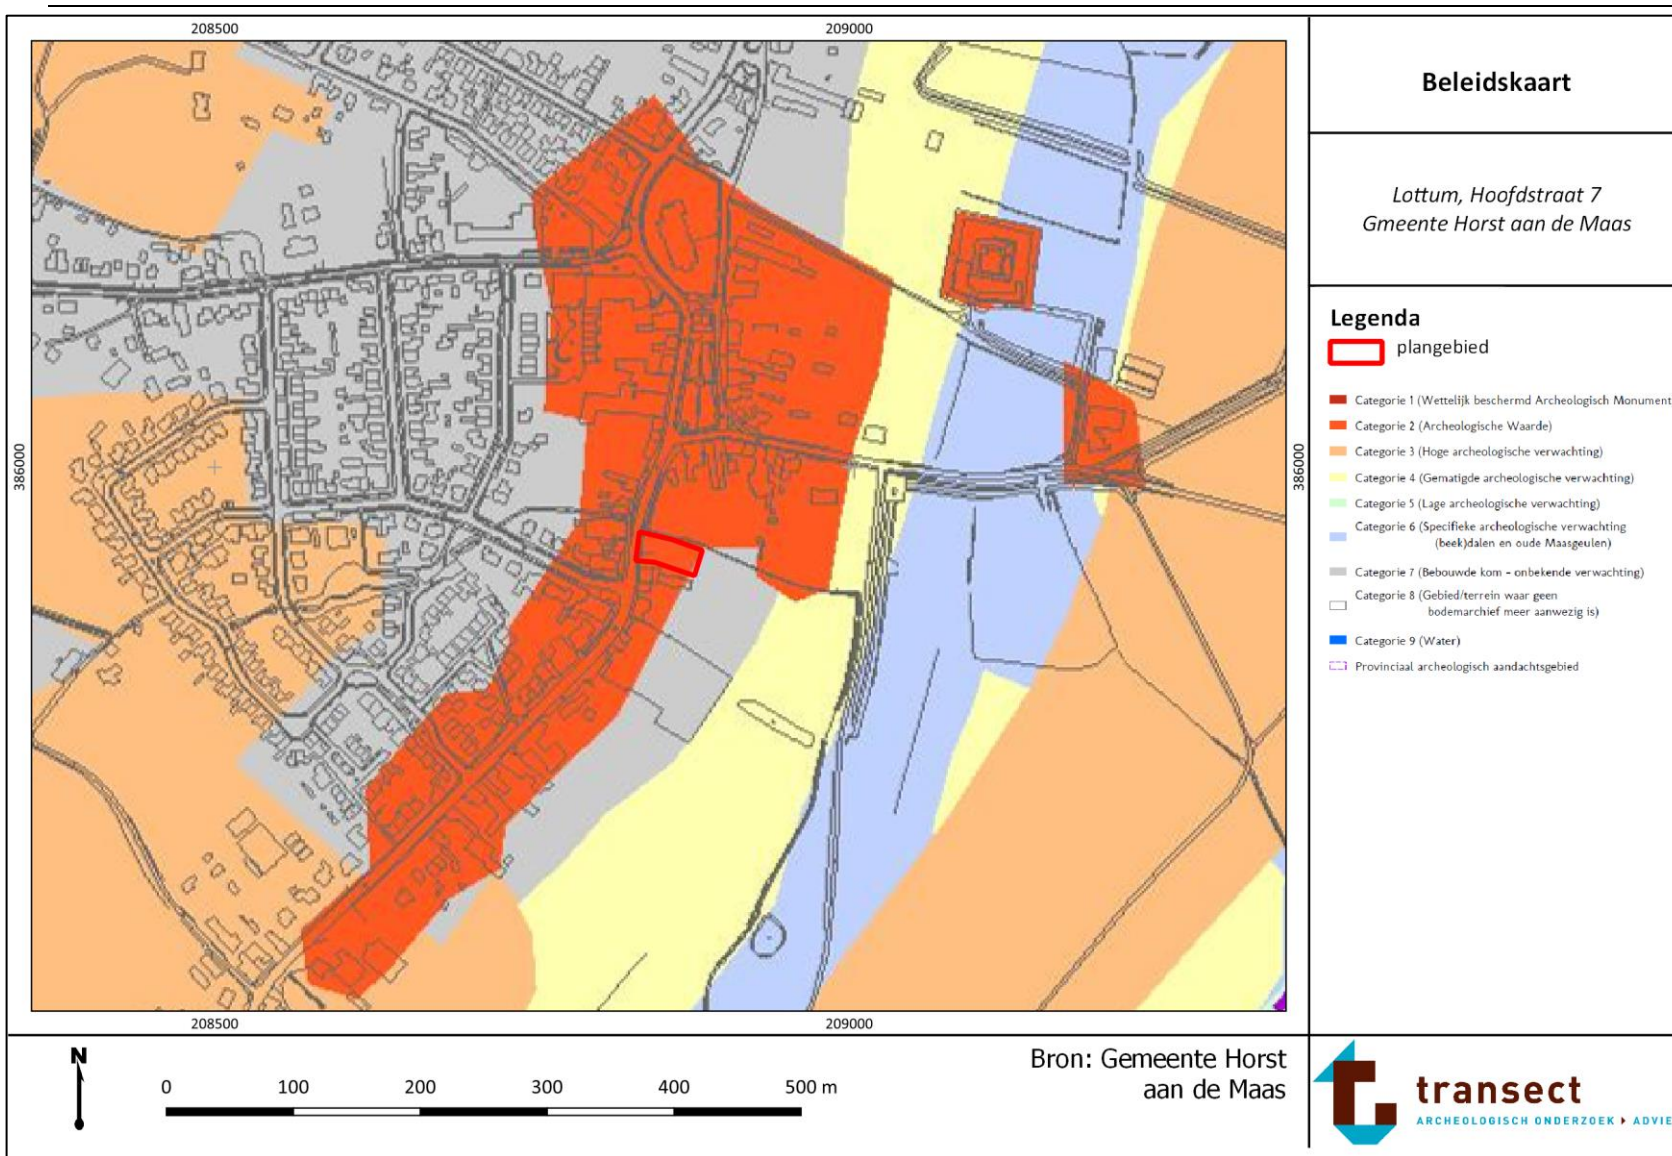 208500
209000
386000
386000
208500
209000
Beleidskaart
Lottum, Hoofdstraat 7
Gmeente Horst aan de Maas
Legenda
plangebied
Categorie 1 (Wettelijk beschermd Archeologisch Monument
Categorie 2 (Archeologische Waarde)
Categorie 3 (Hoge archeologische verwachting)
Categorie 4 (Gematigde archeologische verwachting)
Categorie 5 (Lage archeologische verwachting)
Categorie 6 (Specifieke archeologische verwachting
(beek)dalen en oude Maasgeulen)
Categorie 7 (Bebouwde kom - onbekende verwachting)
Categorie 8 (Gebied/terrein waar geen
bodemarchief meer aanwezig is)
Categorie 9 (Water)
Provinciaal archeologisch aandachtsgebied
N
0 100 200 300 400 500 m
Bron: Gemeente Horst
aan de Maas
transect
ARCHEOLOGISCH ONDERZOEK ▸ ADVIE